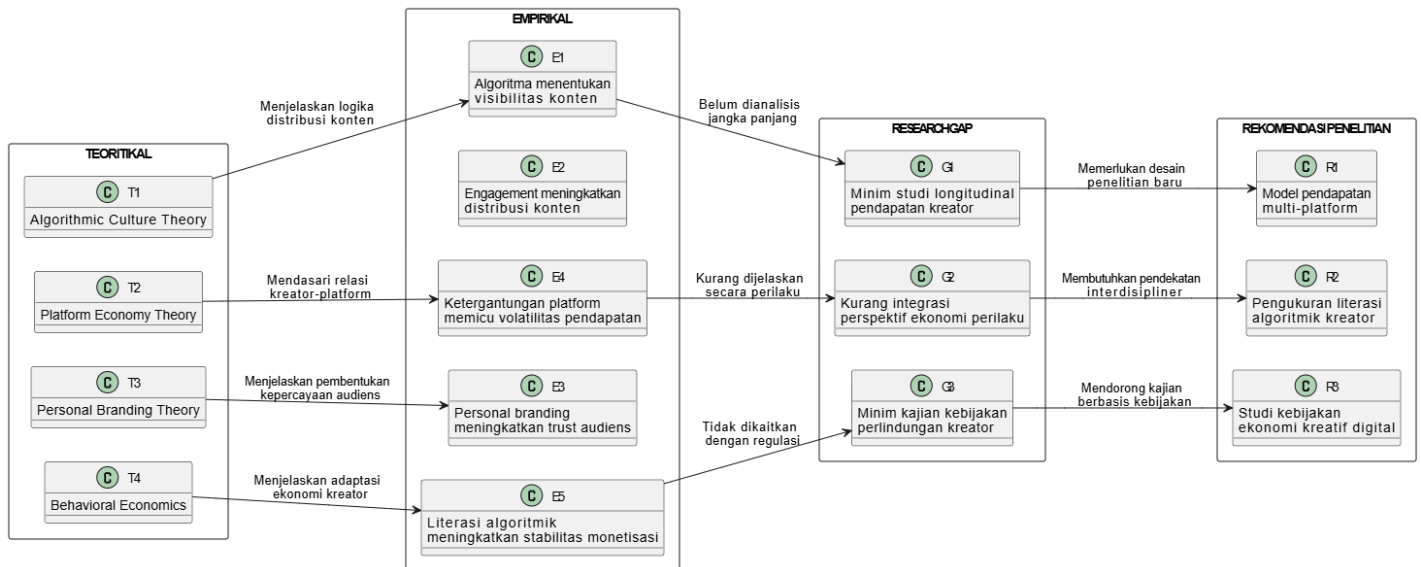 TEORITIKAL
C T1
Algorithmic Culture Theory
C T2
Platform Economy Theory
C T3
Personal Branding Theory
C T4
Behavioral Economics
Menjelaskan logika
distribusi konten
Mendasari relasi
kreator-platform
Menjelaskan pembentukan
kepercayaan audiens
Menjelaskan adaptasi
ekonomi kreator
EMPIRIKAL
C E1
Algoritma menentukan
visibilitas konten
C E2
Engagement meningkatkan
distribusi konten
C E4
Ketergantungan platform
memicu volatilitas pendapatan
C E3
Personal branding
meningkatkan trust audiens
C E5
Literasi algoritmik
meningkatkan stabilitas monetisasi
Belum dianalisis
jangka panjang
Kurang dijelaskan
secara perilaku
Tidak dikaitkan
dengan regulasi
RESEARCHGAP
C G1
Minim studi longitudinal
pendapatan kreator
C G2
Kurang integrasi
perspektif ekonomi perilaku
C G3
Minim kajian kebijakan
perlindungan kreator
Memerlukan desain
penelitian baru
Membutuhkan pendekatan
interdisipliner
Mendorong kajian
berbasis kebijakan
REKOMENDASI PENELITIAN
C R1
Model pendapatan
multi-platform
C R2
Pengukuran literasi
algoritmik kreator
C R3
Studi kebijakan
ekonomi kreatif digital